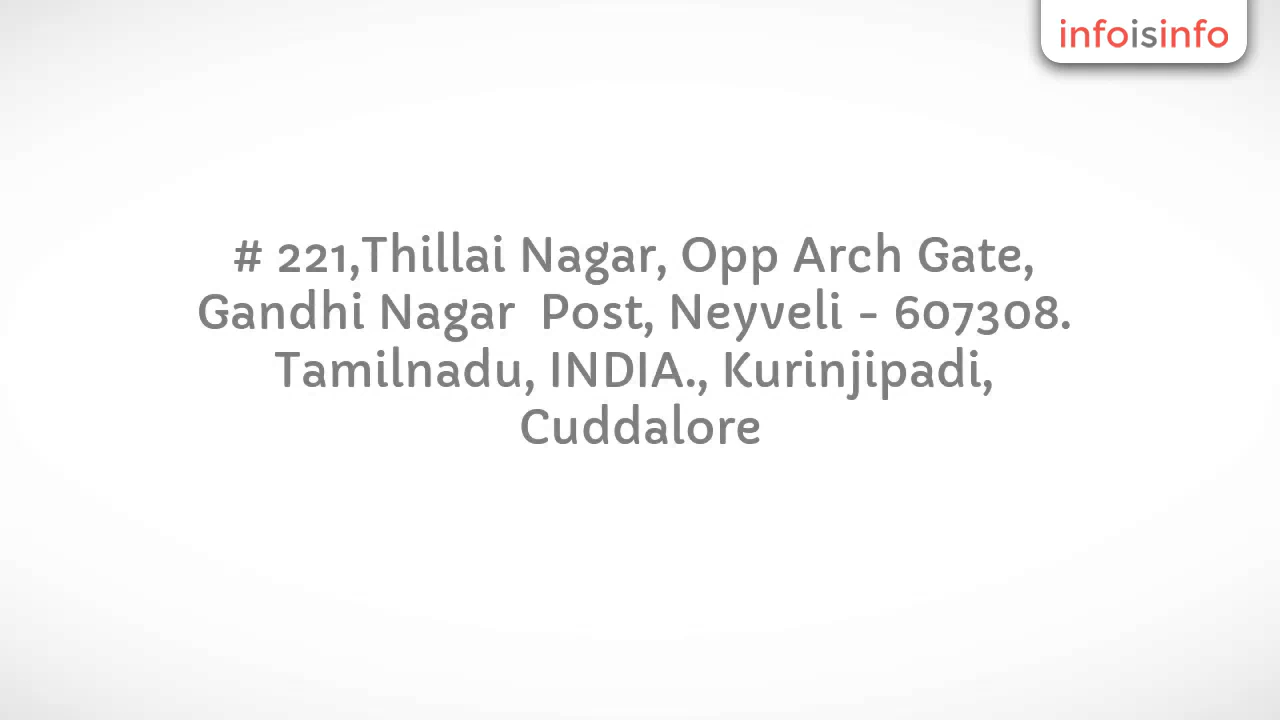 infoisinfo
# 221,Thillai Nagar, Opp Arch Gate,
Gandhi Nagar  Post, Neyveli - 607308.
Tamilnadu, INDIA., Kurinjipadi,
Cuddalore